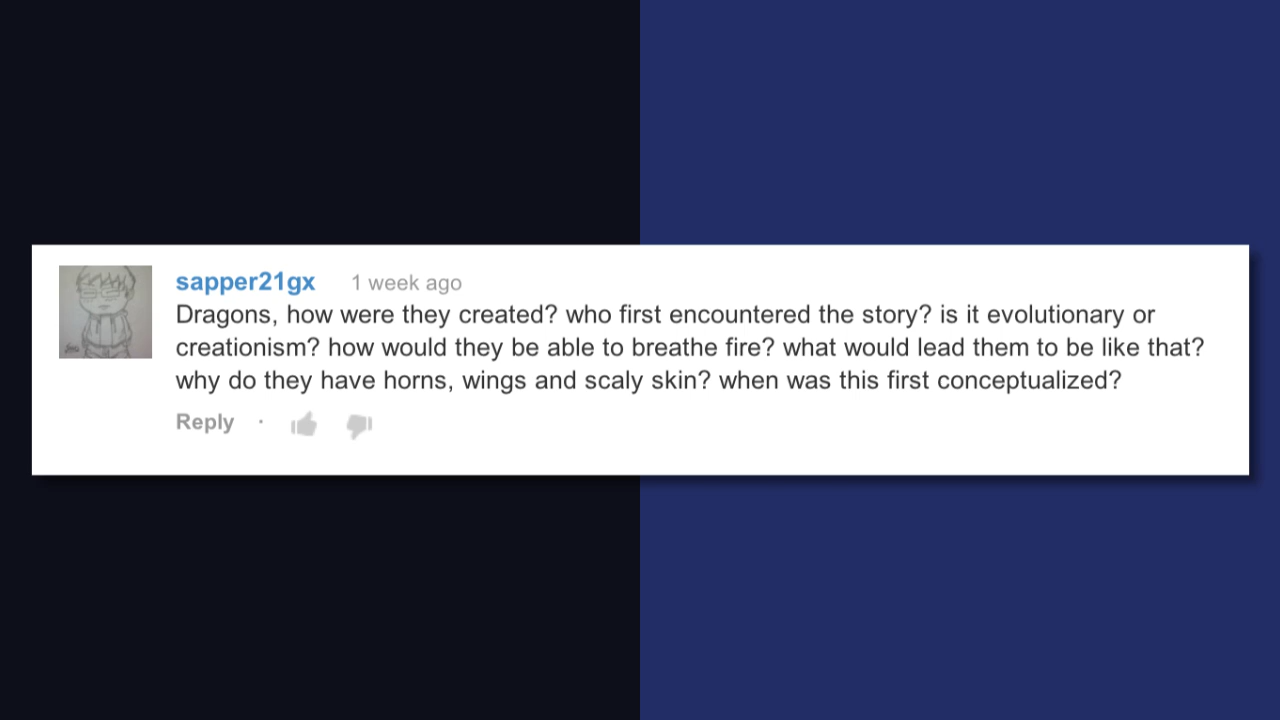 sapper21gx 1 week ago
Dragons, how were they created? who first encountered the story? is it evolutionary or
creationism? how would they be able to breathe fire? what would lead them to be like that?
why do they have horns, wings and scaly skin? when was this first conceptualized?
Reply ·